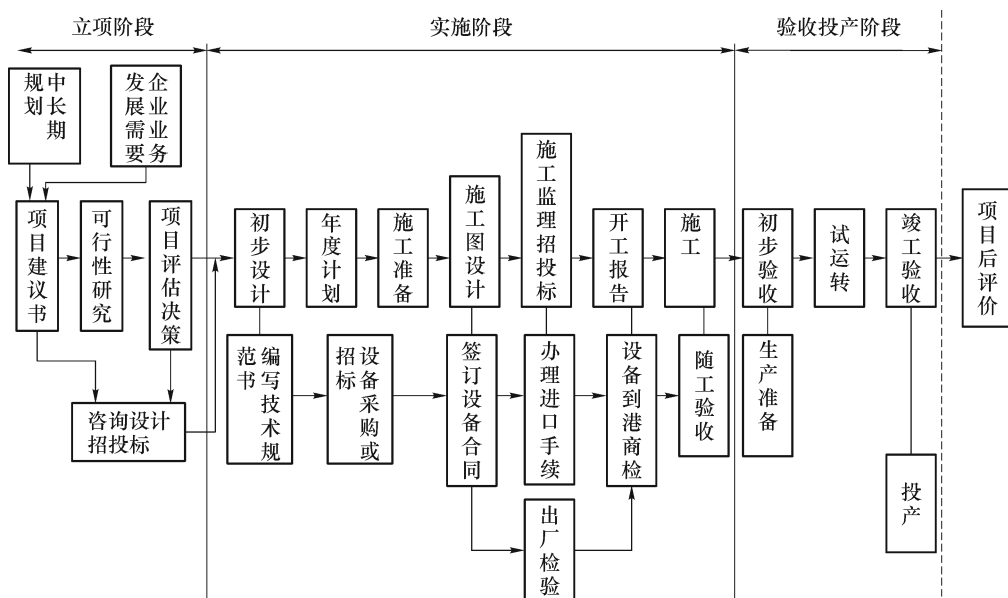 立项阶段
实施阶段
验收投产阶段
中长期
规划
企业业务
发展需要
项目建议书
可行性研究
项目评估决策
咨询设计
招投标
初步设计
年度计划
施工准备
施工图设计
施工监理招投标
开工报告
施工
编写技术规
范书
设备采购或
招标
签订设备合同
办理进口手续
设备到港商检
随工验收
出厂检验
初步验收
试运转
竣工验收
生产准备
投产
项目后评价